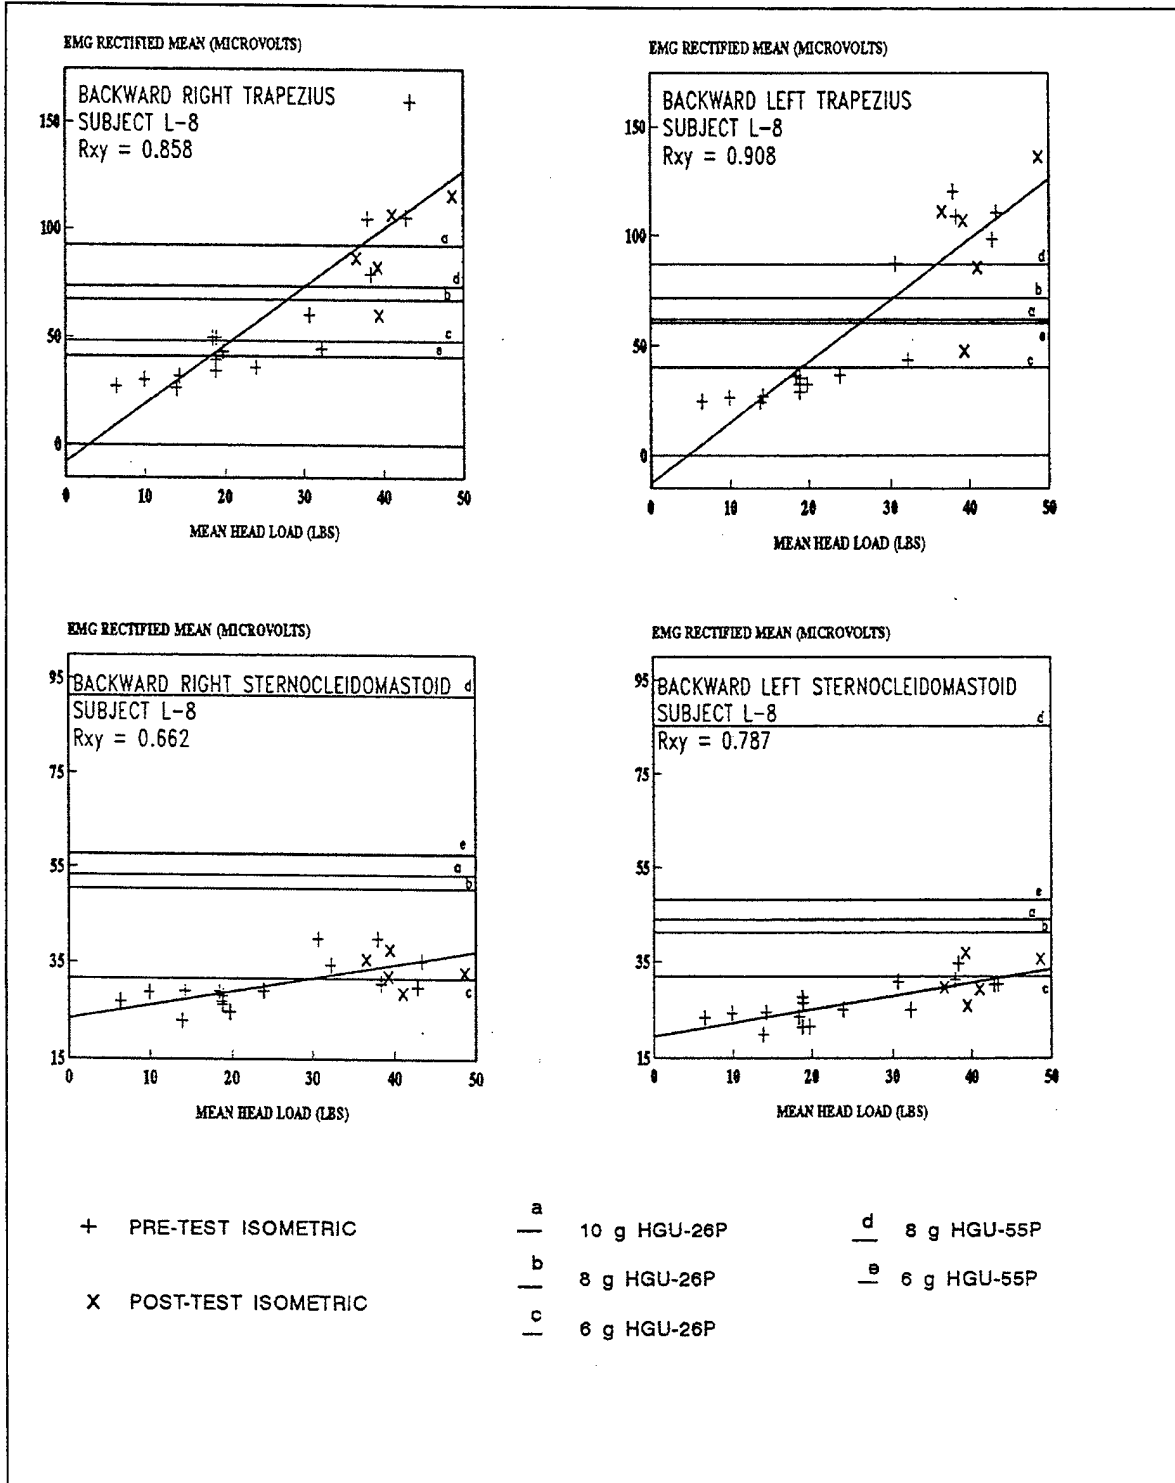 EMG RECTIFIED MEAN (MICROVOLTS)
BACKWARD RIGHT TRAPEZIUS
SUBJECT L-8
Rxy = 0.858
150
100
50
0
a
d
b
c
e
0 10 20 30 40 50
MEAN HEAD LOAD (LBS)
EMG RECTIFIED MEAN (MICROVOLTS)
BACKWARD LEFT TRAPEZIUS
SUBJECT L-8
Rxy = 0.908
150
100
50
0
d
b
a
e
c
0 10 20 30 40 50
MEAN HEAD LOAD (LBS)
EMG RECTIFIED MEAN (MICROVOLTS)
BACKWARD RIGHT STERNOCLEIDOMASTOID d
SUBJECT L-8
Rxy = 0.662
95
75
55
35
15
e
a
b
c
0 10 20 30 40 50
MEAN HEAD LOAD (LBS)
EMG RECTIFIED MEAN (MICROVOLTS)
BACKWARD LEFT STERNOCLEIDOMASTOID
SUBJECT L-8
Rxy = 0.787
95
75
55
35
15
d
e
a
b
c
0 10 20 30 40 50
MEAN HEAD LOAD (LBS)
+ PRE-TEST ISOMETRIC
X POST-TEST ISOMETRIC
a 10 g HGU-26P
b 8 g HGU-26P
c 6 g HGU-26P
d 8 g HGU-55P
e 6 g HGU-55P